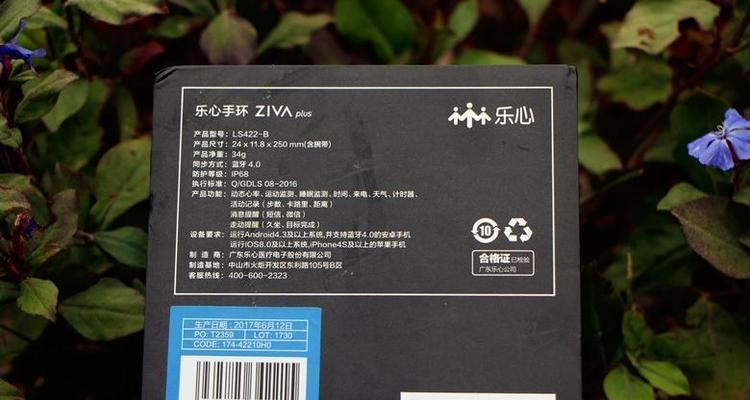 乐心手环 ZIVA plus
乐心
产品型号: LS422-B
产品尺寸: 24 x 11.8 x 250 mm(含腕带)
产品净重: 34g
同步方式: 蓝牙 4.0
防护等级: IP68
执行标准: Q/GDLS 08-2016
产品功能: 动态心率、运动监测、睡眠监测、时间、来电、天气、计时器、
活动记录（步数、卡路里、距离）
消息提醒（短信、微信）
走动提醒（久坐、目标完成）
设备要求: 运行Android4.3及以上系统,并支持蓝牙4.0的安卓手机
运行IOS8.0及以上系统,iPhone4S及以上的苹果手机
制 造 商: 广东乐心医疗电子股份有限公司
制造基地: 中山市火炬开发区东利路105号B区
客服热线: 400-600-2323
10
合格证 已检验
广东乐心公司
生产日期: 2017年6月12日
PO: T2359 LOT: 1730
CODE: 174-42210H0